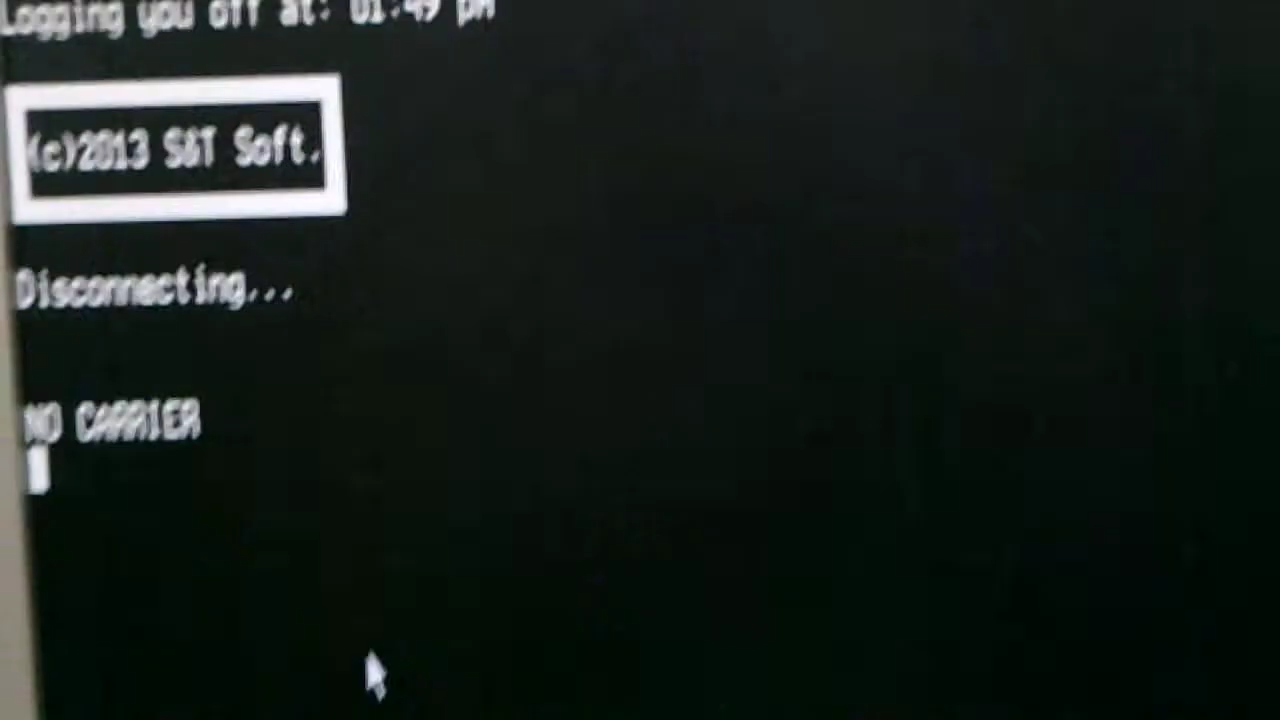 Logging you off at: 01:49 pm
(c)2013 S&T Soft.
Disconnecting...
NO CARRIER